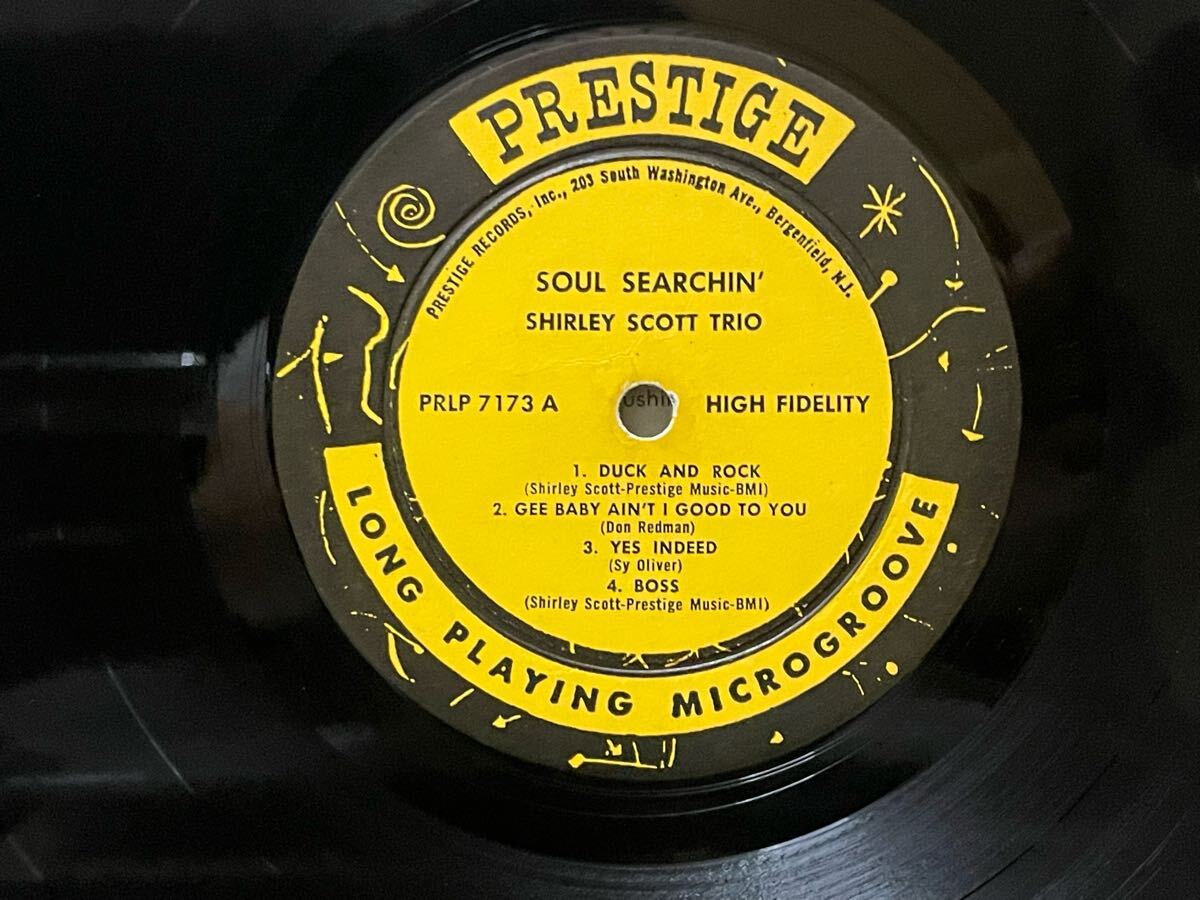 PRESTIGE
PRESTIGE RECORDS, Inc., 203 South Washington Ave., Bergenfield, N.J.
SOUL SEARCHIN'
SHIRLEY SCOTT TRIO
PRLP 7173 A
HIGH FIDELITY
1. DUCK AND ROCK
(Shirley Scott-Prestige Music-BMI)
2. GEE BABY AIN'T I GOOD TO YOU
(Don Redman)
3. YES INDEED
(Sy Oliver)
4. BOSS
(Shirley Scott-Prestige Music-BMI)
LONG PLAYING MICROGROOVE